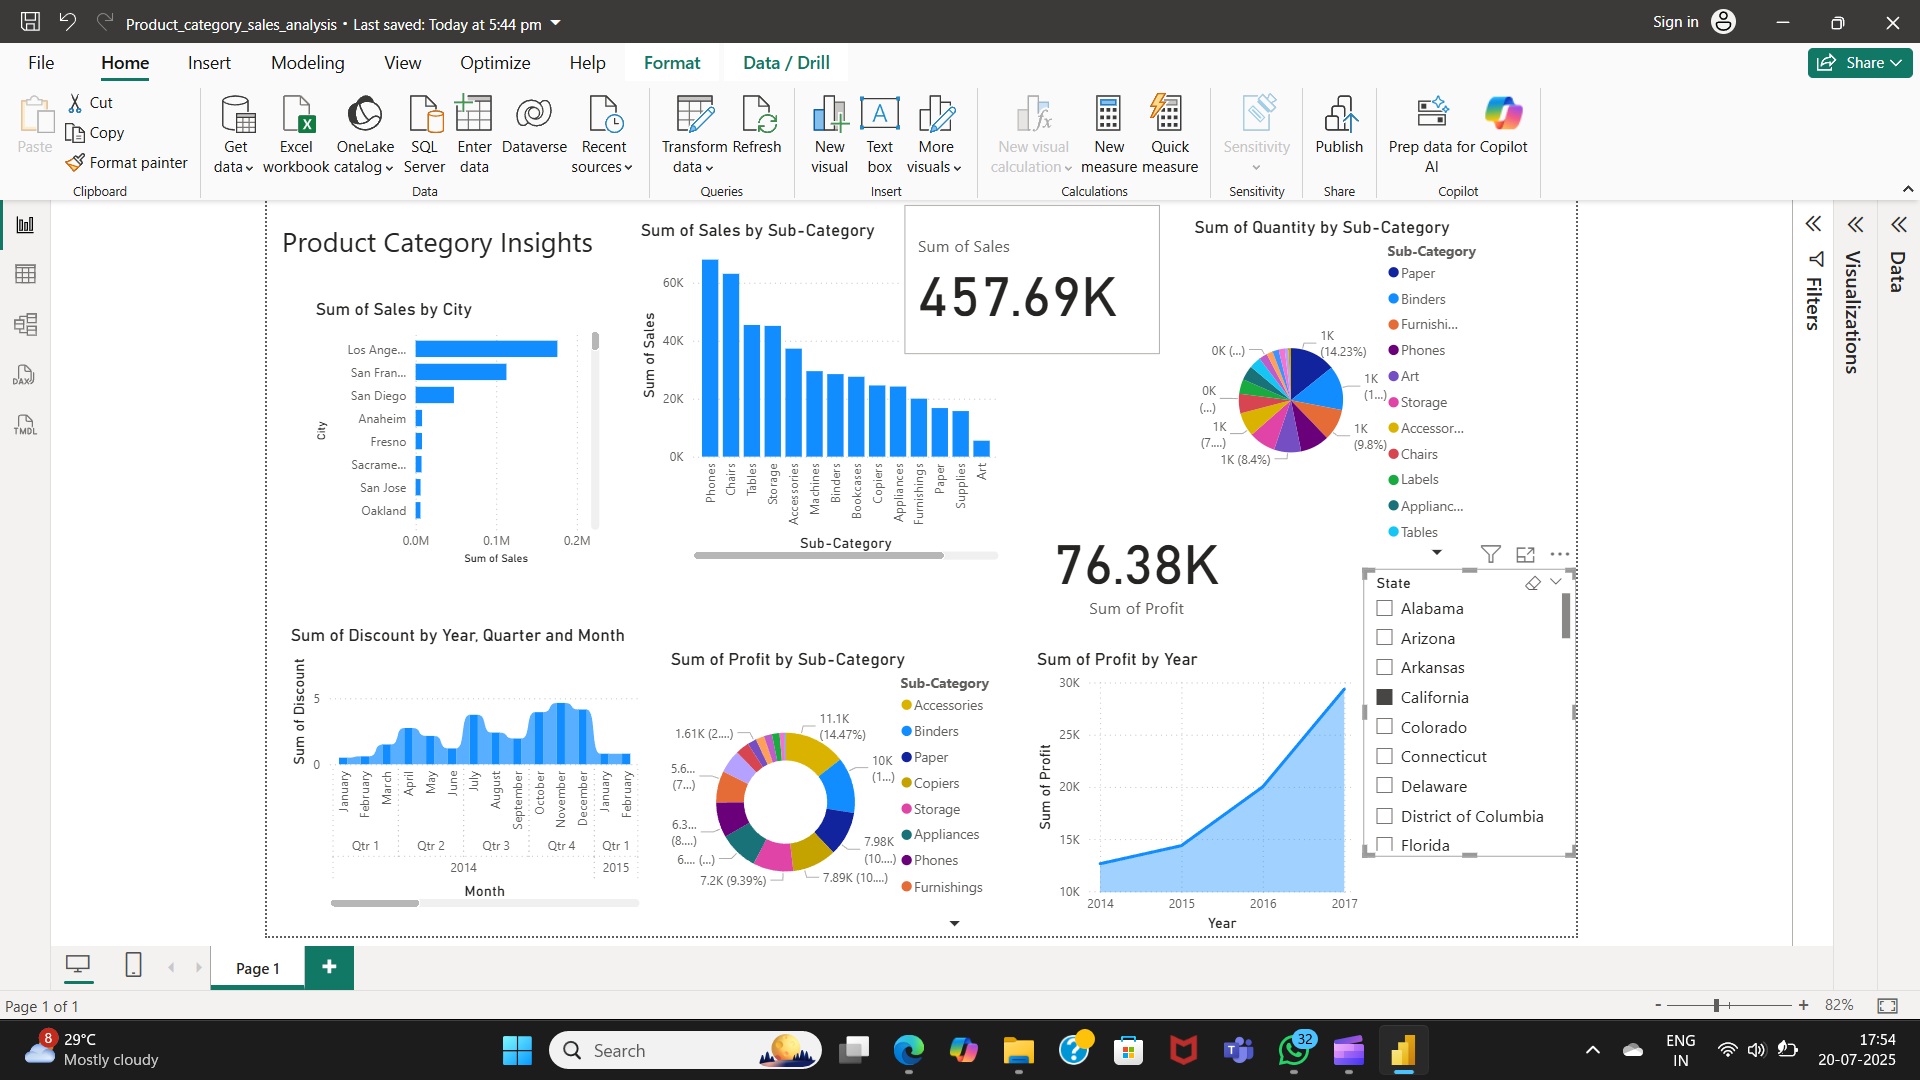 Product_category_sales_analysis • Last saved: Today at 5:44 pm
Sign in
File Home Insert Modeling View Optimize Help Format Data / Drill
Share
Paste
Cut
Copy
Format painter
Clipboard
Get data
Excel workbook
OneLake catalog
SQL Server
Enter data
Dataverse
Recent sources
Data
Transform data
Refresh
Queries
New visual
Text box
More visuals
Insert
New visual calculation
New measure
Quick measure
Calculations
Sensitivity
Sensitivity
Publish
Share
Prep data for AI
Copilot
Copilot
Product Category Insights
Sum of Sales by City
City
Los Ange...
San Fran...
San Diego
Anaheim
Fresno
Sacrame...
San Jose
Oakland
0.0M 0.1M 0.2M
Sum of Sales
Sum of Sales by Sub-Category
Sum of Sales
60K
40K
20K
0K
Phones Chairs Tables Storage Accessories Machines Binders Bookcases Copiers Appliances Furnishings Paper Supplies Art
Sub-Category
Sum of Sales
457.69K
Sum of Quantity by Sub-Category
1K (14.23%)
1K (1...)
1K (9.8%)
1K (8.4%)
1K (7....)
0K (...)
0K (...)
Sub-Category
Paper
Binders
Furnishi...
Phones
Art
Storage
Accessor...
Chairs
Labels
Applianc...
Tables
76.38K
Sum of Profit
State
Alabama
Arizona
Arkansas
California
Colorado
Connecticut
Delaware
District of Columbia
Florida
Sum of Discount by Year, Quarter and Month
Sum of Discount
5
0
January February March April May June July August September October November December January February
Qtr 1 Qtr 2 Qtr 3 Qtr 4 Qtr 1
2014 2015
Month
Sum of Profit by Sub-Category
11.1K (14.47%)
10K (1...)
7.98K (10....)
7.89K (10....)
7.2K (9.39%)
6.... (...)
6.3... (8....)
5.6... (7...)
1.61K (2....)
Sub-Category
Accessories
Binders
Paper
Copiers
Storage
Appliances
Phones
Furnishings
Sum of Profit by Year
Sum of Profit
30K
25K
20K
15K
10K
2014 2015 2016 2017
Year
Filters
Visualizations
Data
DAX
TMDL
Page 1
Page 1 of 1
- + 82%
8
29°C
Mostly cloudy
Search
32
ENG
IN
17:54
20-07-2025